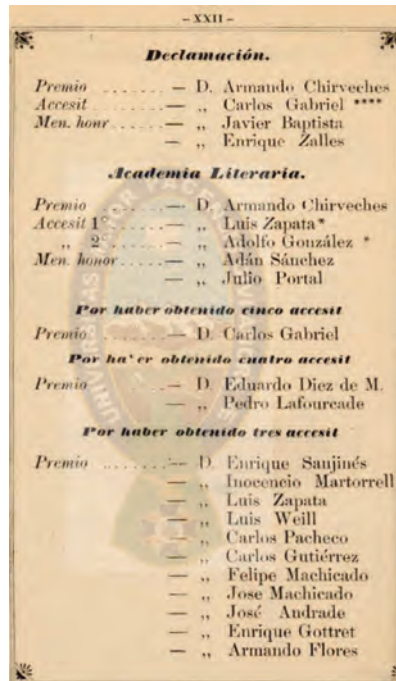 – XXII –
Declamación.
Premio ....... — D. Armando Chirveches
Accesit ....... — ,, Carlos Gabriel ****
Men. honr ..... — ,, Javier Baptista
— ,, Enrique Zalles
Academia Literaria.
Premio ....... — D. Armando Chirveches
Accesit 1° ..... — ,, Luis Zapata *
,, 2° ..... — ,, Adolfo González *
Men. honor ..... — ,, Adán Sánchez
— ,, Julio Portal
Por haber obtenido cinco accesit
Premio ....... — D. Carlos Gabriel
Por ha'er obtenido cuatro accesit
Premio ....... — D. Eduardo Diez de M.
— ,, Pedro Lafourcade
Por haber obtenido tres accesit
Premio ....... — D. Enrique Sanjinés
— ,, Inocencio Martorrell
— ,, Luis Zapata
— ,, Luis Weill
— ,, Carlos Pacheco
— ,, Carlos Gutiérrez
— ,, Felipe Machicado
— ,, Jose Machicado
— ,, José Andrade
— ,, Enrique Gottret
— ,, Armando Flores